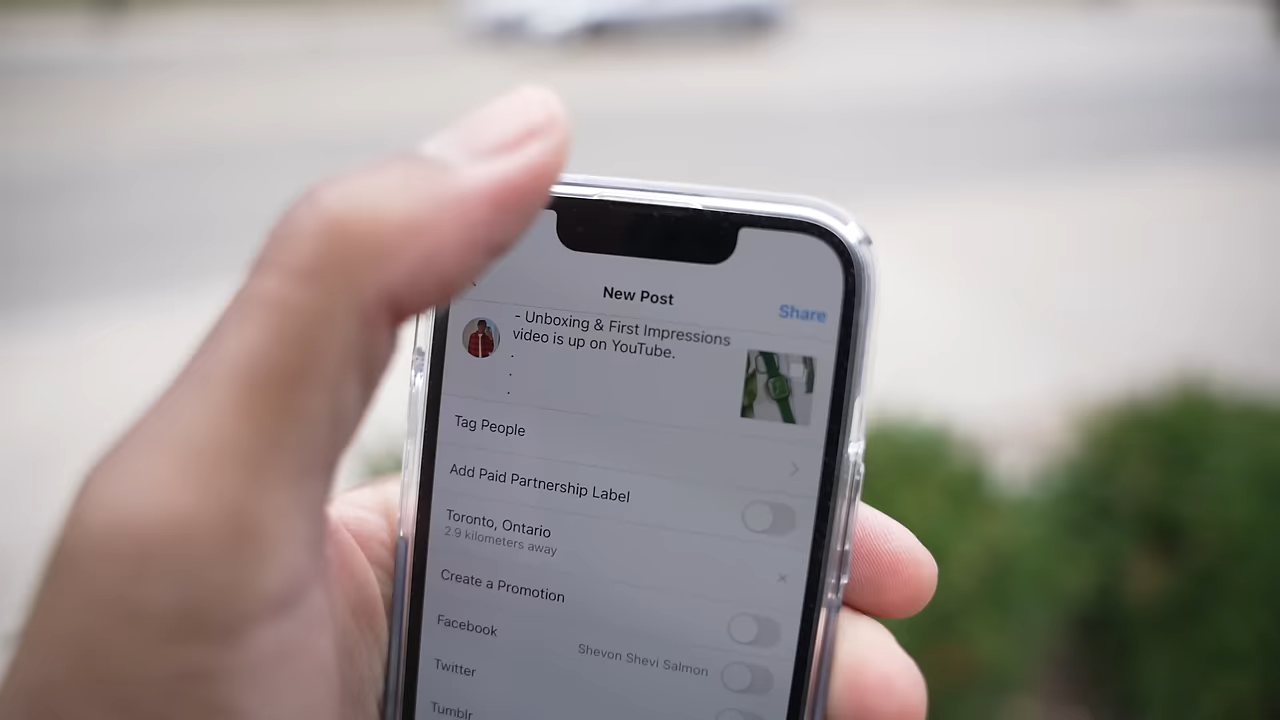 New Post
Share
- Unboxing & First Impressions
video is up on YouTube.
.
.
.
Tag People
Add Paid Partnership Label
Toronto, Ontario
2.9 kilometers away
Create a Promotion
Facebook
Shevon Shevi Salmon
Twitter
Tumblr